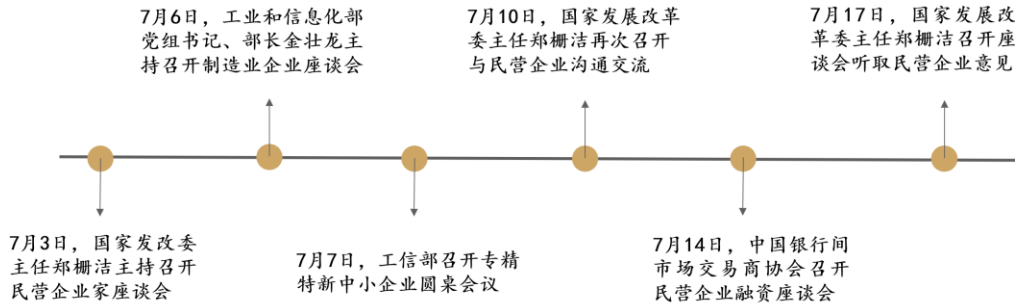 7月6日，工业和信息化部
党组书记、部长金壮龙主
持召开制造业企业座谈会
7月10日，国家发展改革
委主任郑栅洁再次召开
与民营企业沟通交流
7月17日，国家发展改
革委主任郑栅洁召开座
谈会听取民营企业意见
7月3日，国家发改委
主任郑栅洁主持召开
民营企业家座谈会
7月7日，工信部召开专精
特新中小企业圆桌会议
7月14日，中国银行间
市场交易商协会召开
民营企业融资座谈会